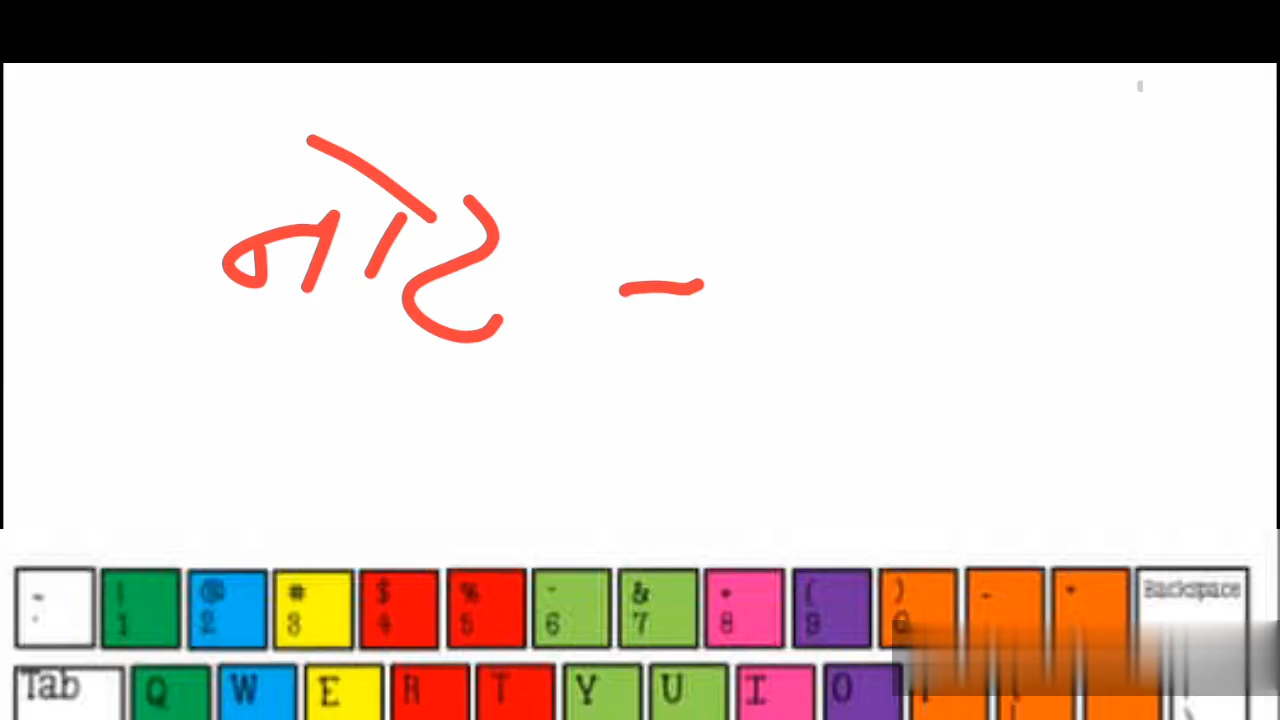 નોટ -
~ ! @ # $ % - & * ( ) - + Backspace
` 1 2 3 4 5 6 7 8 9 0
Tab Q W E R T Y U I O